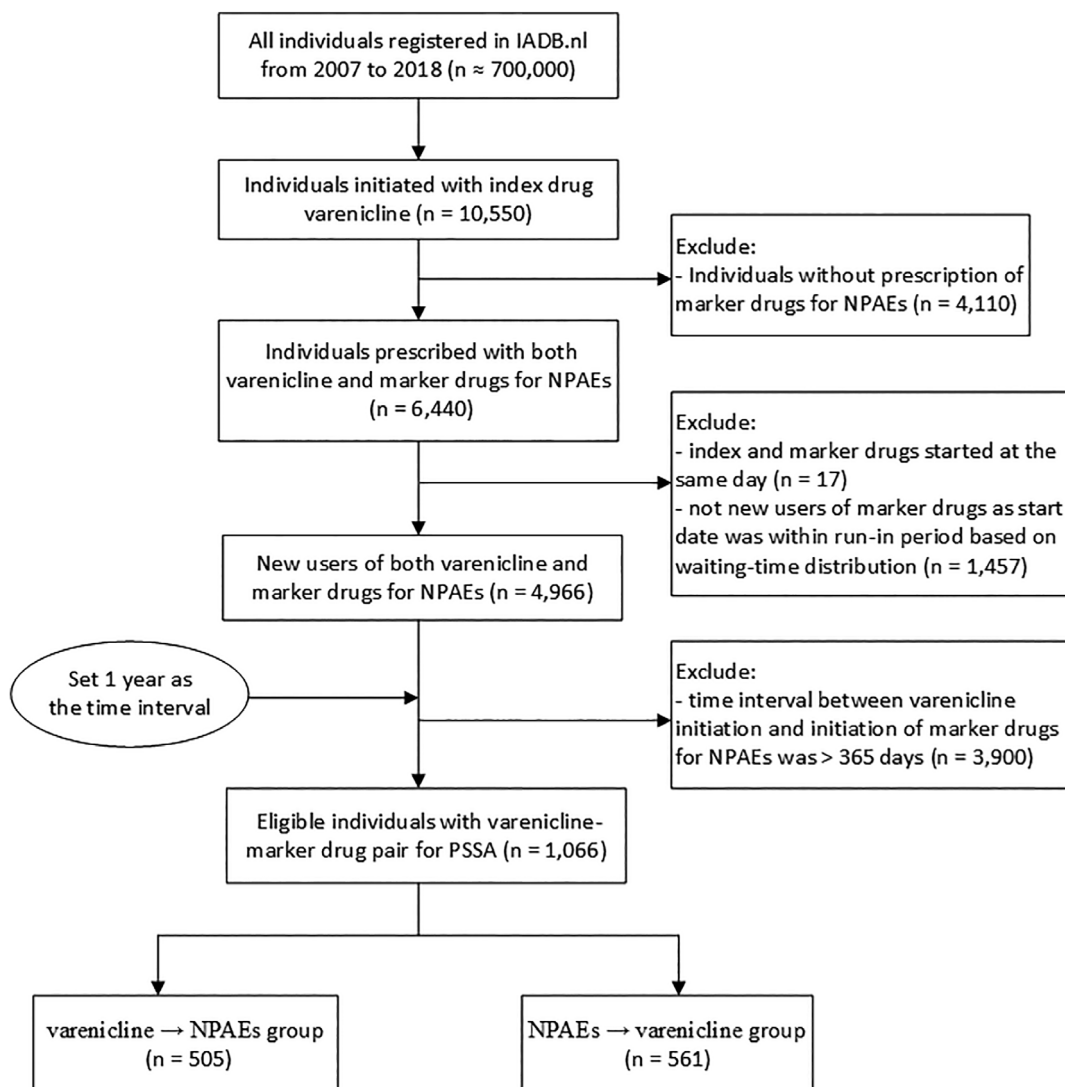 All individuals registered in IADB.nl
from 2007 to 2018 (n ≈ 700,000)
Individuals initiated with index drug
varenicline (n = 10,550)
Exclude:
- Individuals without prescription of
marker drugs for NPAEs (n = 4,110)
Individuals prescribed with both
varenicline and marker drugs for NPAEs
(n = 6,440)
Exclude:
- index and marker drugs started at the
same day (n = 17)
- not new users of marker drugs as start
date was within run-in period based on
waiting-time distribution (n = 1,457)
New users of both varenicline and
marker drugs for NPAEs (n = 4,966)
Set 1 year as
the time interval
Exclude:
- time interval between varenicline
initiation and initiation of marker drugs
for NPAEs was > 365 days (n = 3,900)
Eligible individuals with varenicline-
marker drug pair for PSSA (n = 1,066)
varenicline → NPAEs group
(n = 505)
NPAEs → varenicline group
(n = 561)